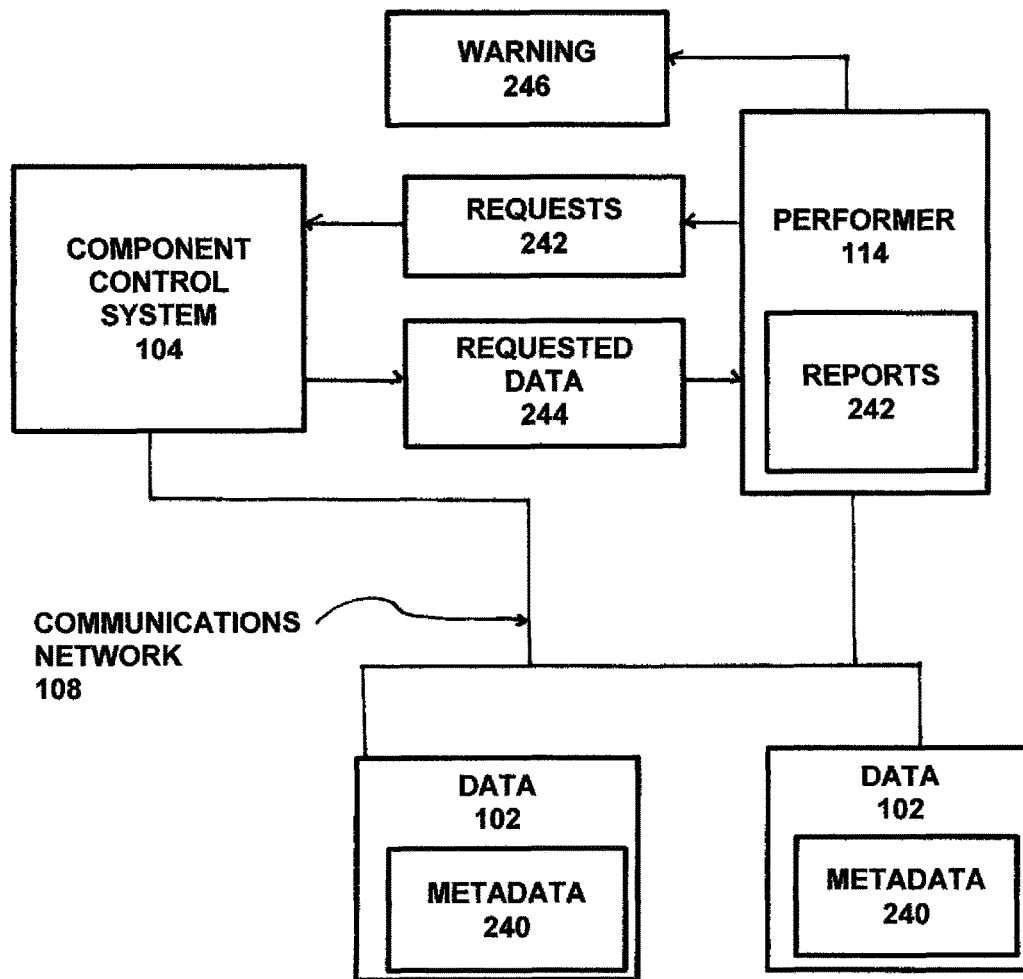 WARNING
246
REQUESTS
242
PERFORMER
114
COMPONENT
CONTROL
SYSTEM
104
REQUESTED
DATA
244
REPORTS
242
COMMUNICATIONS
NETWORK
108
DATA
102
METADATA
240
DATA
102
METADATA
240